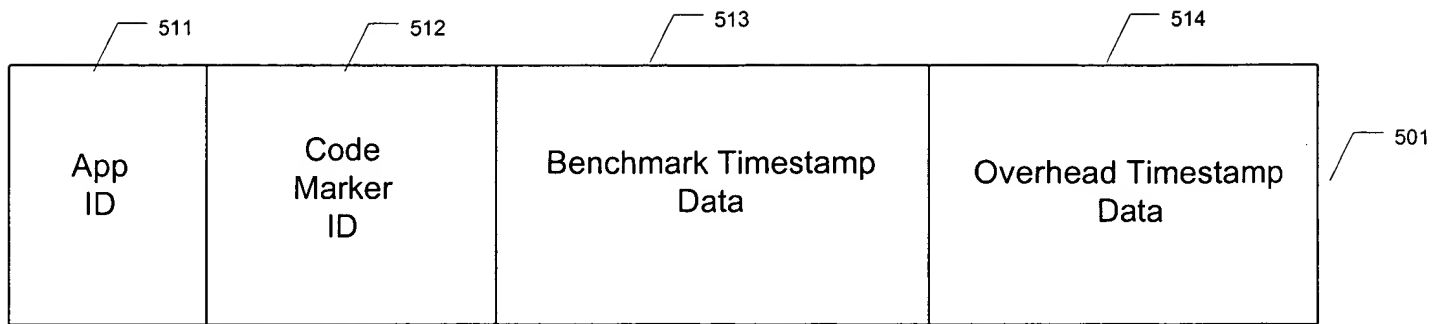 511
512
513
514
App
ID
Code
Marker
ID
Benchmark Timestamp
Data
Overhead Timestamp
Data
501